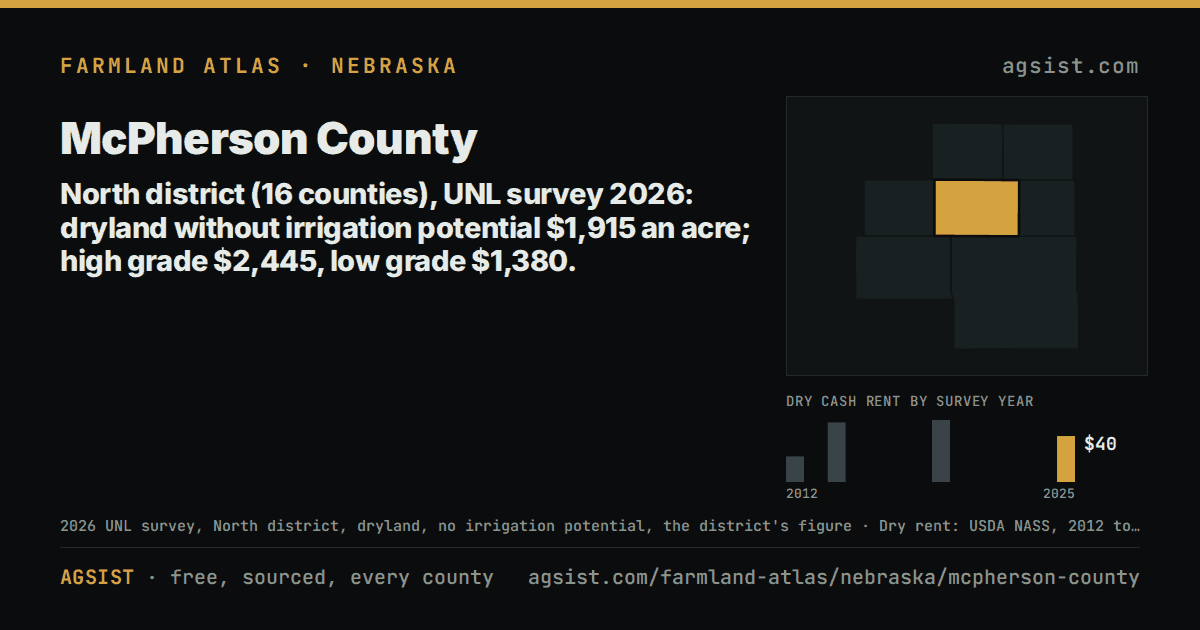 FARMLAND ATLAS · NEBRASKA
agsist.com
McPherson County
North district (16 counties), UNL survey 2026:
dryland without irrigation potential $1,915 an acre;
high grade $2,445, low grade $1,380.
DRY CASH RENT BY SURVEY YEAR
$40
2012
2025
2026 UNL survey, North district, dryland, no irrigation potential, the district's figure · Dry rent: USDA NASS, 2012 to…
AGSIST · free, sourced, every county
agsist.com/farmland-atlas/nebraska/mcpherson-county